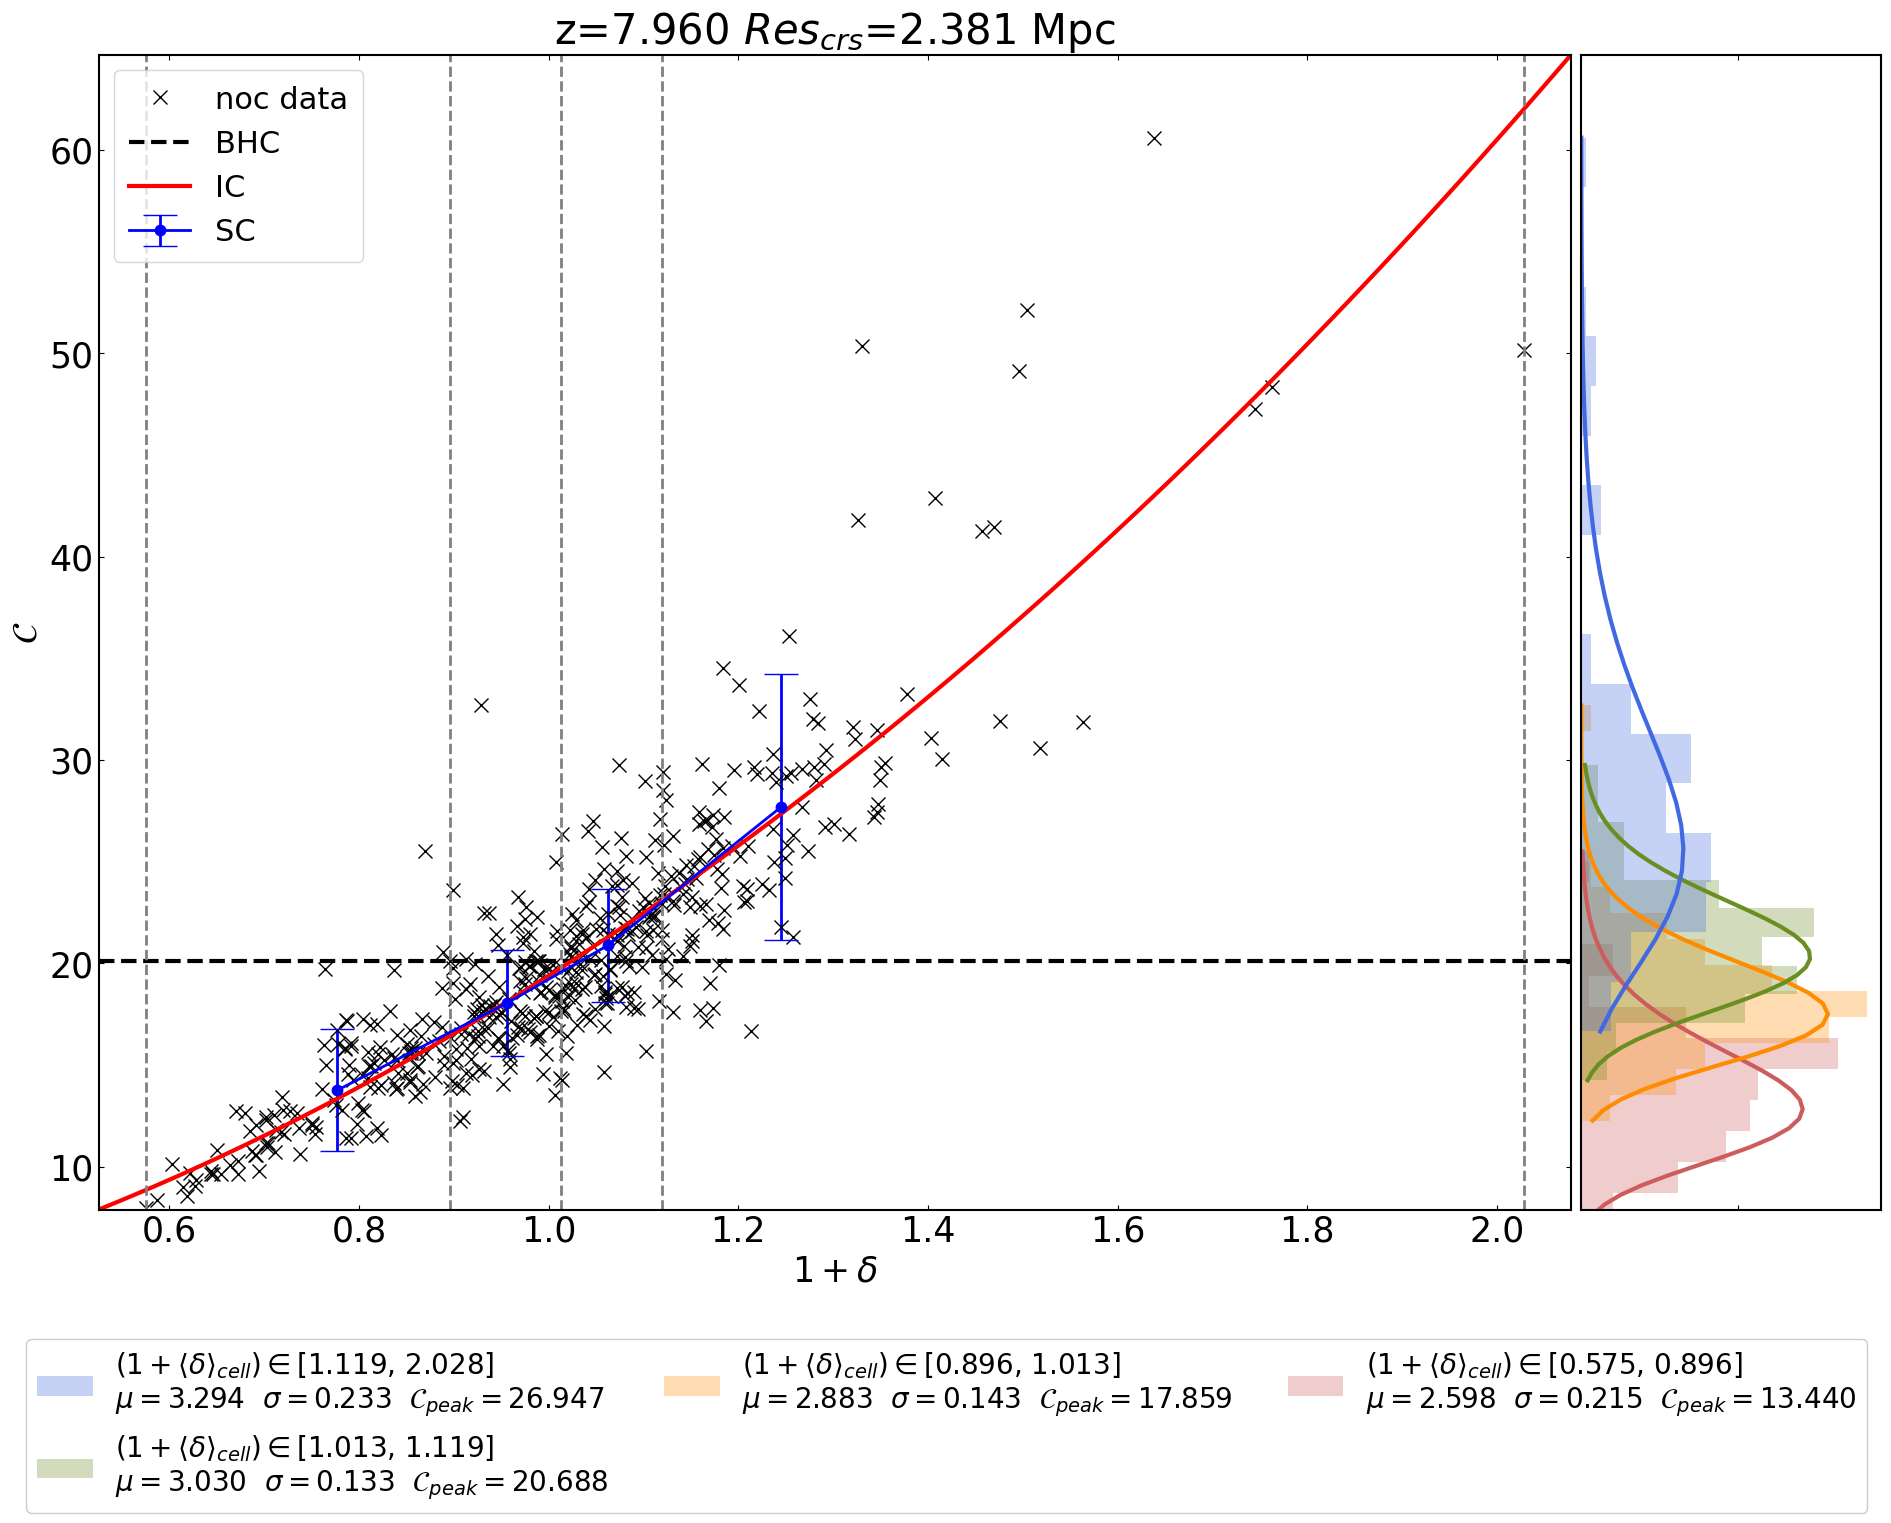 z=7.960 Res_crs=2.381 Mpc
noc data
BHC
IC
SC
60
50
40
30
20
10
𝒞
0.6 0.8 1.0 1.2 1.4 1.6 1.8 2.0
1 + δ
(1 + ⟨δ⟩_cell) ∈ [1.119, 2.028]
μ = 3.294 σ = 0.233 𝒞_peak = 26.947
(1 + ⟨δ⟩_cell) ∈ [1.013, 1.119]
μ = 3.030 σ = 0.133 𝒞_peak = 20.688
(1 + ⟨δ⟩_cell) ∈ [0.896, 1.013]
μ = 2.883 σ = 0.143 𝒞_peak = 17.859
(1 + ⟨δ⟩_cell) ∈ [0.575, 0.896]
μ = 2.598 σ = 0.215 𝒞_peak = 13.440